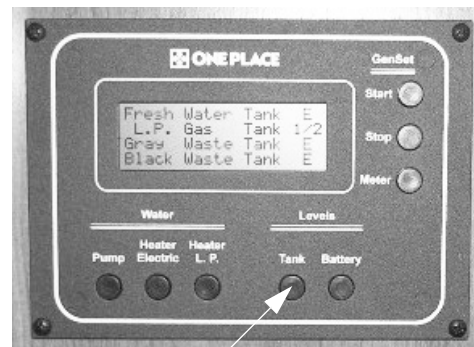 ONE PLACE
GenSet
Start
Stop
Meter
Fresh Water Tank E
L.P. Gas Tank 1/2
Gray Waste Tank E
Black Waste Tank E
Water
Pump
Heater Electric
Heater L. P.
Levels
Tank
Battery